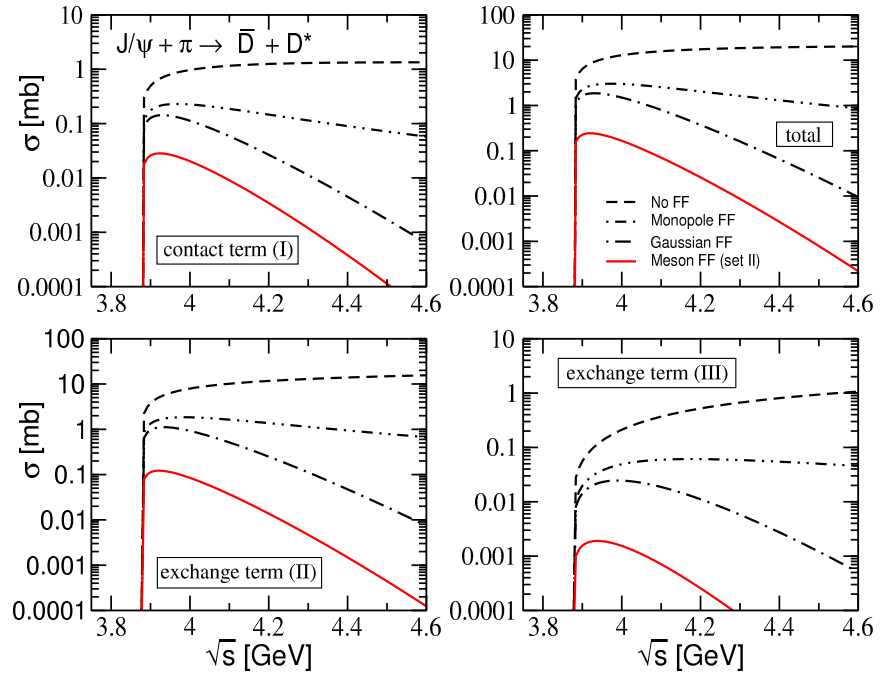 J/ψ + π → D̅ + D*
σ [mb]
10
1
0.1
0.01
0.001
0.0001
contact term (I)
3.8 4 4.2 4.4 4.6
100
10
1
0.1
0.01
0.001
0.0001
total
No FF
Monopole FF
Gaussian FF
Meson FF (set II)
3.8 4 4.2 4.4 4.6
σ [mb]
100
10
1
0.1
0.01
0.001
0.0001
exchange term (II)
3.8 4 4.2 4.4 4.6
√s [GeV]
10
1
0.1
0.01
0.001
0.0001
exchange term (III)
3.8 4 4.2 4.4 4.6
√s [GeV]